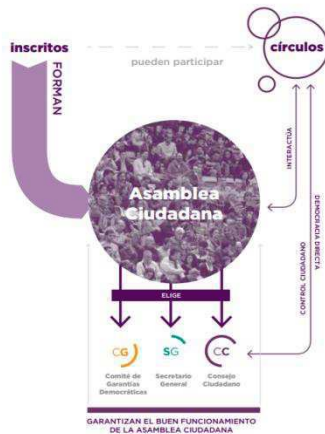 inscritos
círculos
pueden participar
FORMAN
INTERACTÚA
DEMOCRACIA DIRECTA
CONTROL CIUDADANO
Asamblea
Ciudadana
ELIGE
CG
SG
CC
Comité de
Garantías
Democráticas
Secretario
General
Consejo
Ciudadano
GARANTIZAN EL BUEN FUNCIONAMIENTO
DE LA ASAMBLEA CIUDADANA